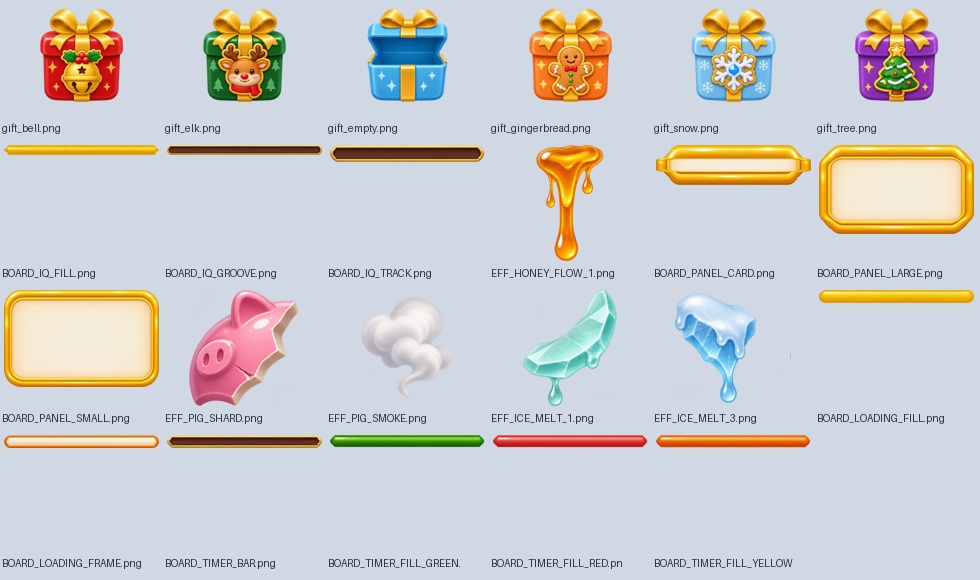 gift_bell.png
gift_elk.png
gift_empty.png
gift_gingerbread.png
gift_snow.png
gift_tree.png
BOARD_IQ_FILL.png
BOARD_IQ_GROOVE.png
BOARD_IQ_TRACK.png
EFF_HONEY_FLOW_1.png
BOARD_PANEL_CARD.png
BOARD_PANEL_LARGE.png
BOARD_PANEL_SMALL.png
EFF_PIG_SHARD.png
EFF_PIG_SMOKE.png
EFF_ICE_MELT_1.png
EFF_ICE_MELT_3.png
BOARD_LOADING_FILL.png
BOARD_LOADING_FRAME.png
BOARD_TIMER_BAR.png
BOARD_TIMER_FILL_GREEN.
BOARD_TIMER_FILL_RED.pn
BOARD_TIMER_FILL_YELLOW